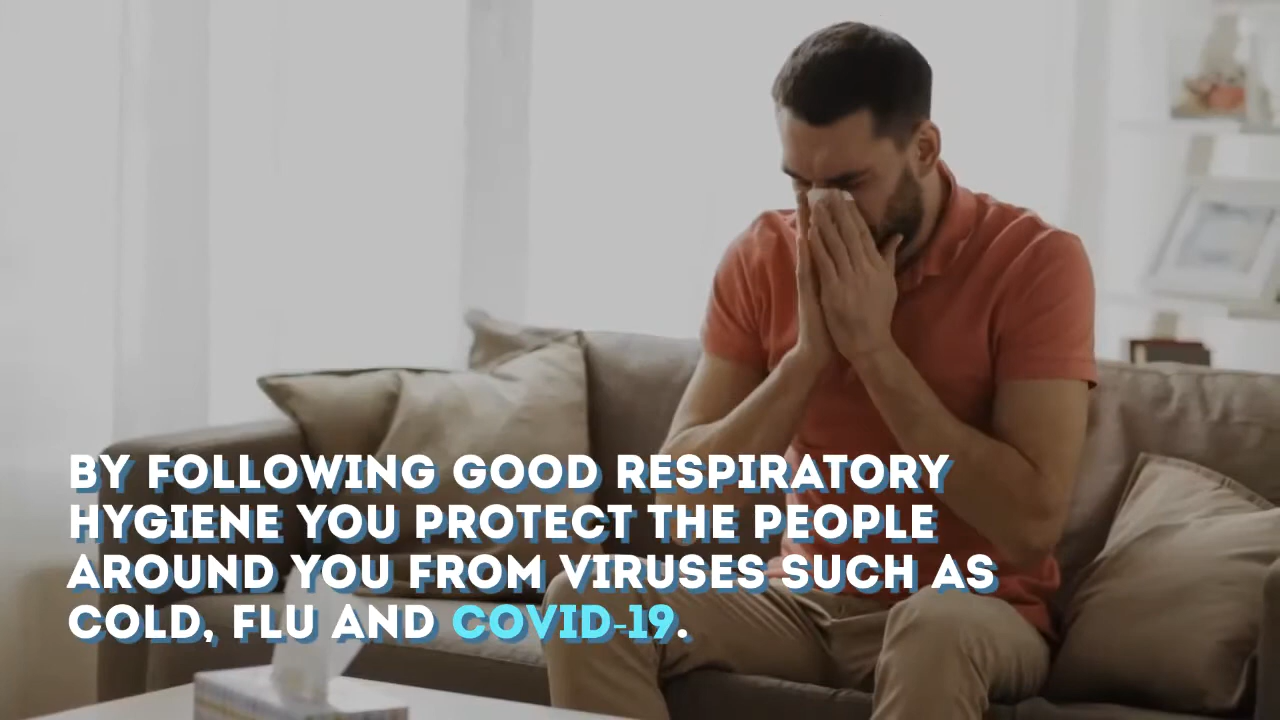 BY FOLLOWING GOOD RESPIRATORY
HYGIENE YOU PROTECT THE PEOPLE
AROUND YOU FROM VIRUSES SUCH AS
COLD, FLU AND COVID-19.